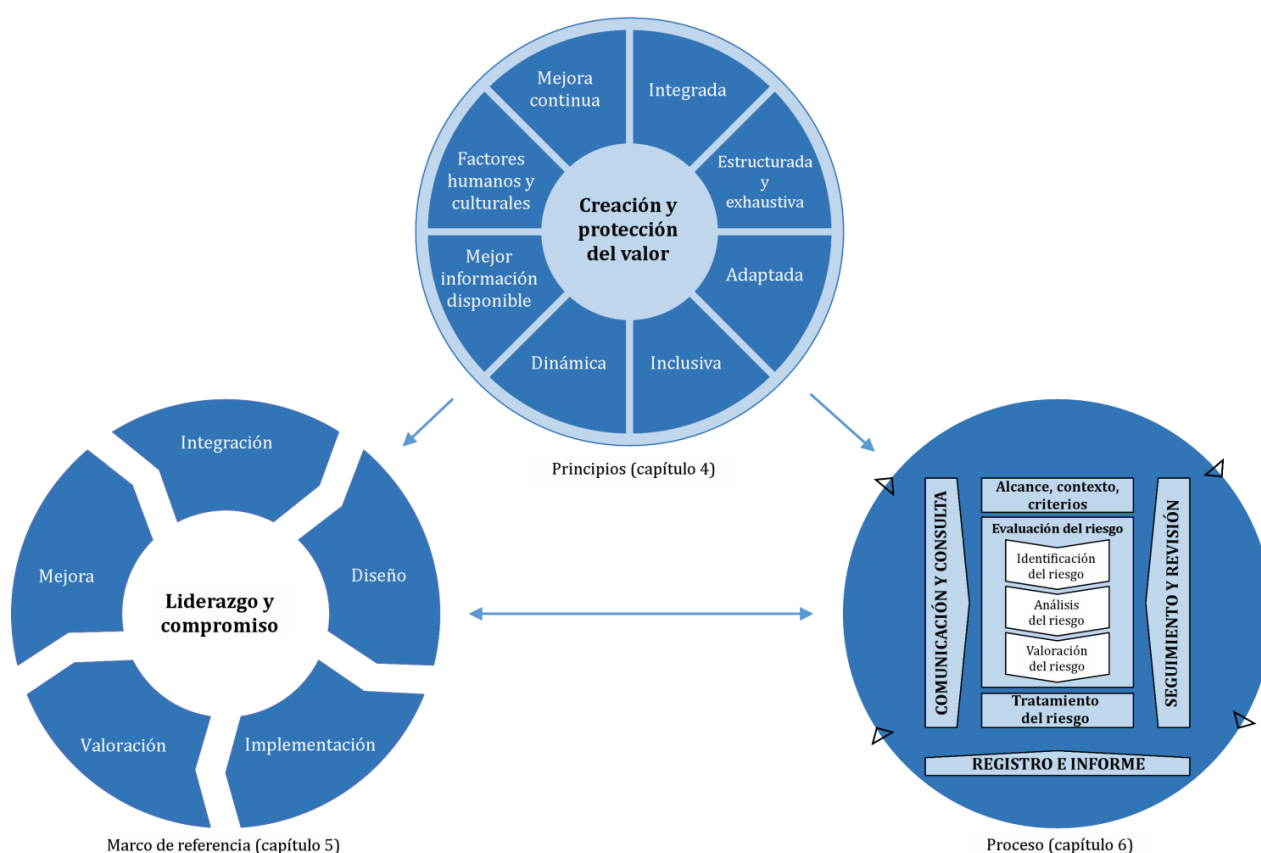 Mejora
continua
Integrada
Estructurada
y
exhaustiva
Adaptada
Inclusiva
Dinámica
Mejor
información
disponible
Factores
humanos y
culturales
Creación y
protección
del valor
Principios (capítulo 4)
Integración
Diseño
Implementación
Valoración
Mejora
Liderazgo y
compromiso
Marco de referencia (capítulo 5)
COMUNICACIÓN Y CONSULTA
Alcance, contexto,
criterios
Evaluación del riesgo
Identificación
del riesgo
Análisis
del riesgo
Valoración
del riesgo
Tratamiento
del riesgo
SEGUIMIENTO Y REVISIÓN
REGISTRO E INFORME
Proceso (capítulo 6)